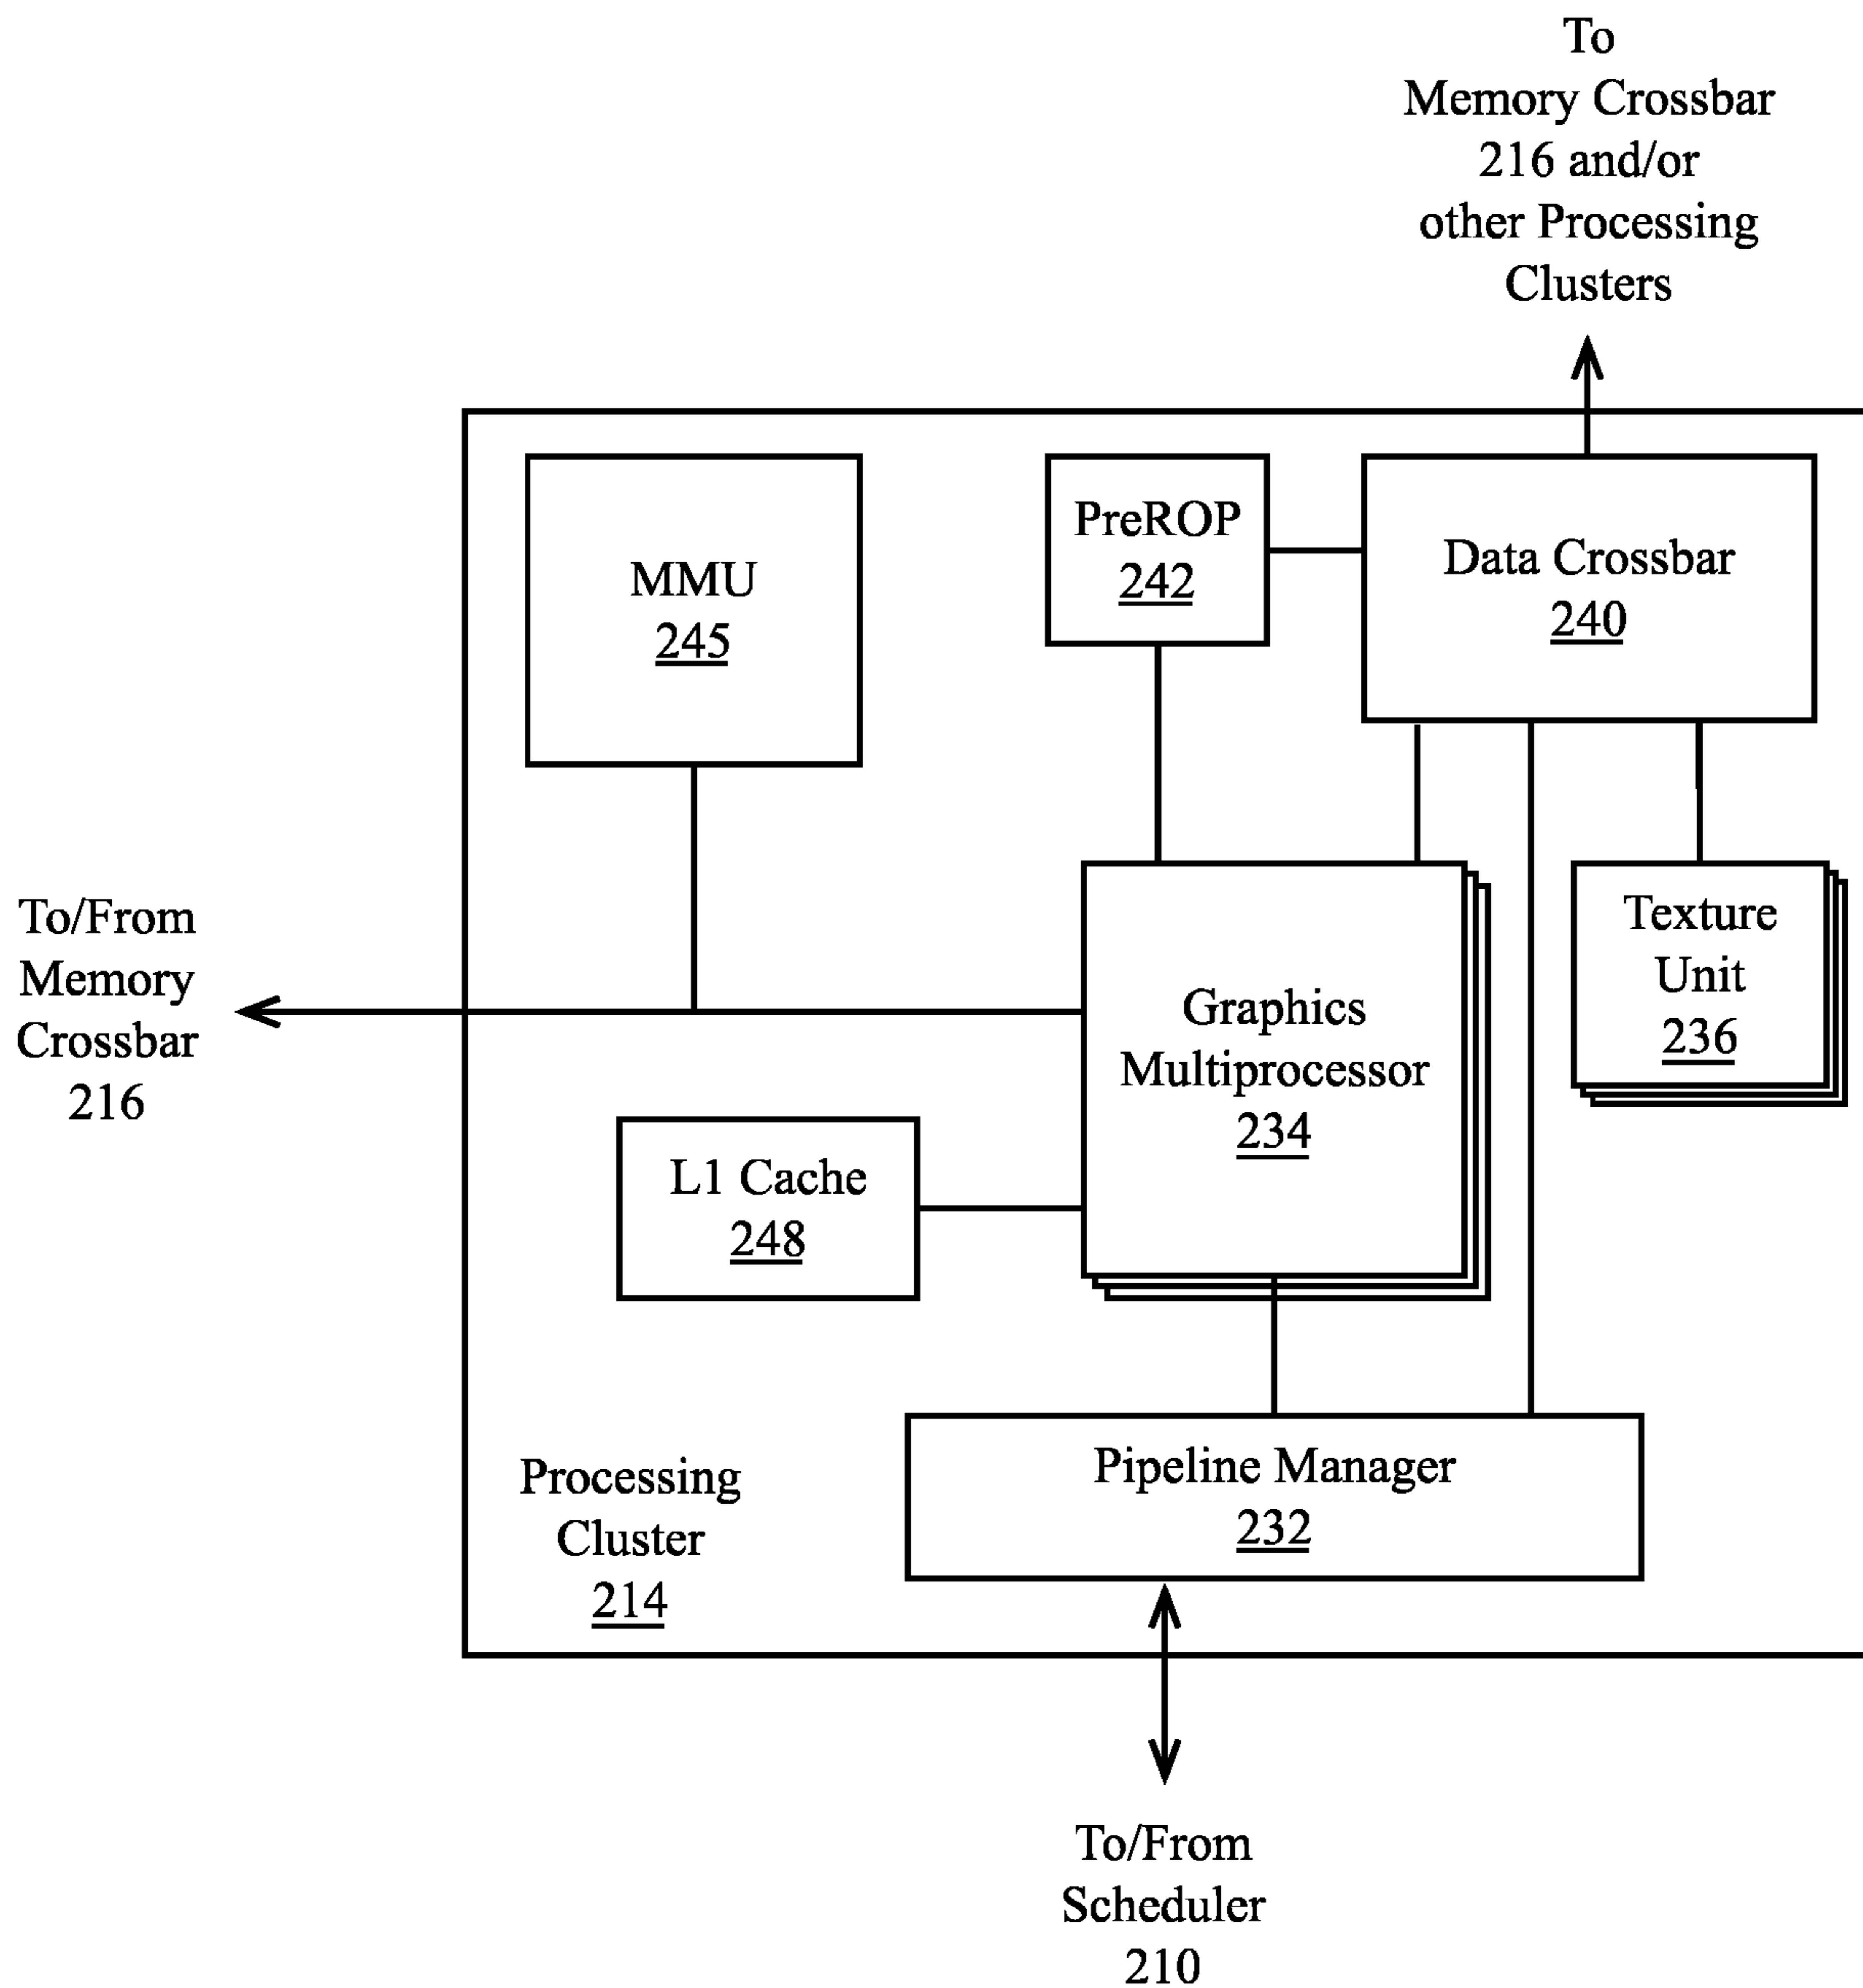 To
Memory Crossbar
216 and/or
other Processing
Clusters
MMU
245
PreROP
242
Data Crossbar
240
To/From
Memory
Crossbar
216
Graphics
Multiprocessor
234
Texture
Unit
236
L1 Cache
248
Processing
Cluster
214
Pipeline Manager
232
To/From
Scheduler
210